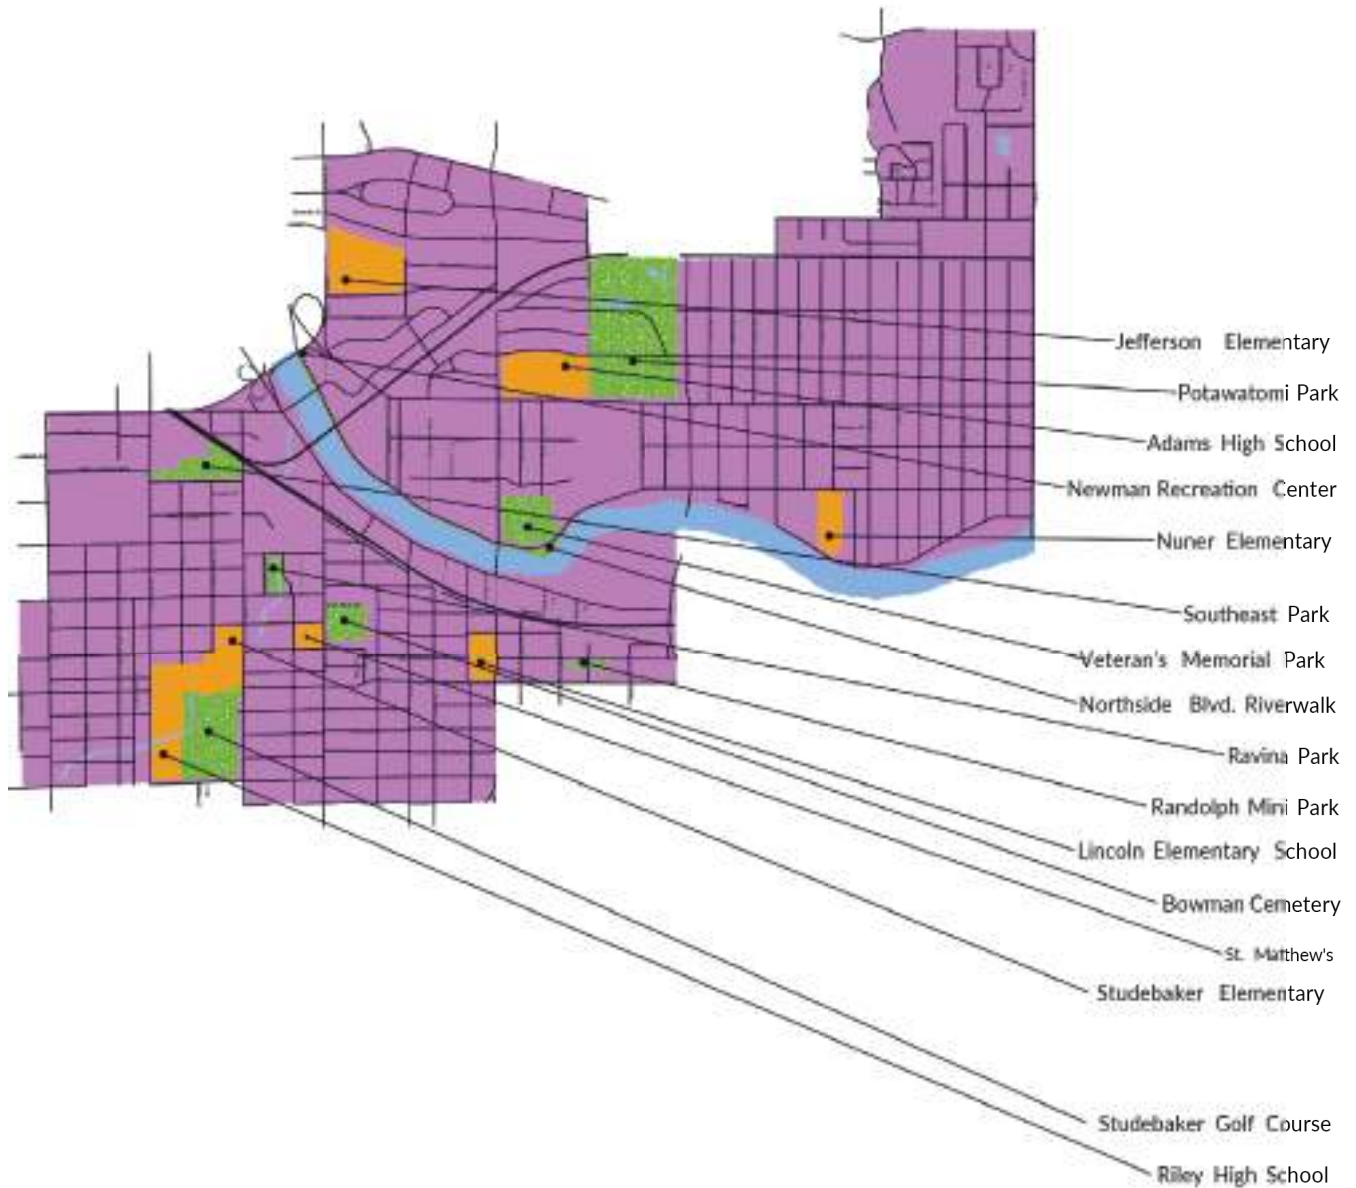 Jefferson Elementary
Potawatomi Park
Adams High School
Newman Recreation Center
Nuner Elementary
Southeast Park
Veteran's Memorial Park
Northside Blvd. Riverwalk
Ravina Park
Randolph Mini Park
Lincoln Elementary School
Bowman Cemetery
St. Matthew's
Studebaker Elementary
Studebaker Golf Course
Riley High School